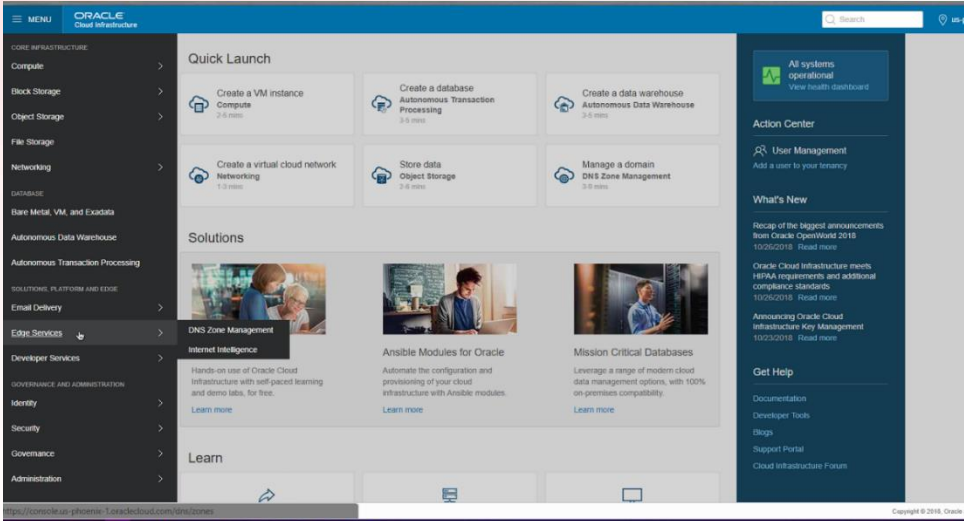 MENU
ORACLE
Cloud Infrastructure
Search
us-p
CORE INFRASTRUCTURE
Compute
Block Storage
Object Storage
File Storage
Networking
DATABASE
Bare Metal, VM, and Exadata
Autonomous Data Warehouse
Autonomous Transaction Processing
SOLUTIONS, PLATFORM AND EDGE
Email Delivery
Edge Services
DNS Zone Management
Internet Intelligence
Developer Services
GOVERNANCE AND ADMINISTRATION
Identity
Security
Governance
Administration
https://console.us-phoenix-1.oraclecloud.com/dns/zones
Quick Launch
Create a VM instance
Compute
2-6 mins
Create a database
Autonomous Transaction
Processing
3-5 mins
Create a data warehouse
Autonomous Data Warehouse
3-5 mins
Create a virtual cloud network
Networking
1-3 mins
Store data
Object Storage
2-6 mins
Manage a domain
DNS Zone Management
3-8 mins
Solutions
Hands-on use of Oracle Cloud
Infrastructure with self-paced learning
and demo labs, for free.
Learn more
Ansible Modules for Oracle
Automate the configuration and
provisioning of your cloud
infrastructure with Ansible modules.
Learn more
Mission Critical Databases
Leverage a range of modern cloud
data management options, with 100%
on-premises compatibility.
Learn more
Learn
All systems
operational
View health dashboard
Action Center
User Management
Add a user to your tenancy
What's New
Recap of the biggest announcements
from Oracle OpenWorld 2018
10/26/2018 Read more
Oracle Cloud Infrastructure meets
HIPAA requirements and additional
compliance standards
10/26/2018 Read more
Announcing Oracle Cloud
Infrastructure Key Management
10/23/2018 Read more
Get Help
Documentation
Developer Tools
Blogs
Support Portal
Cloud Infrastructure Forum
Copyright © 2018, Oracle